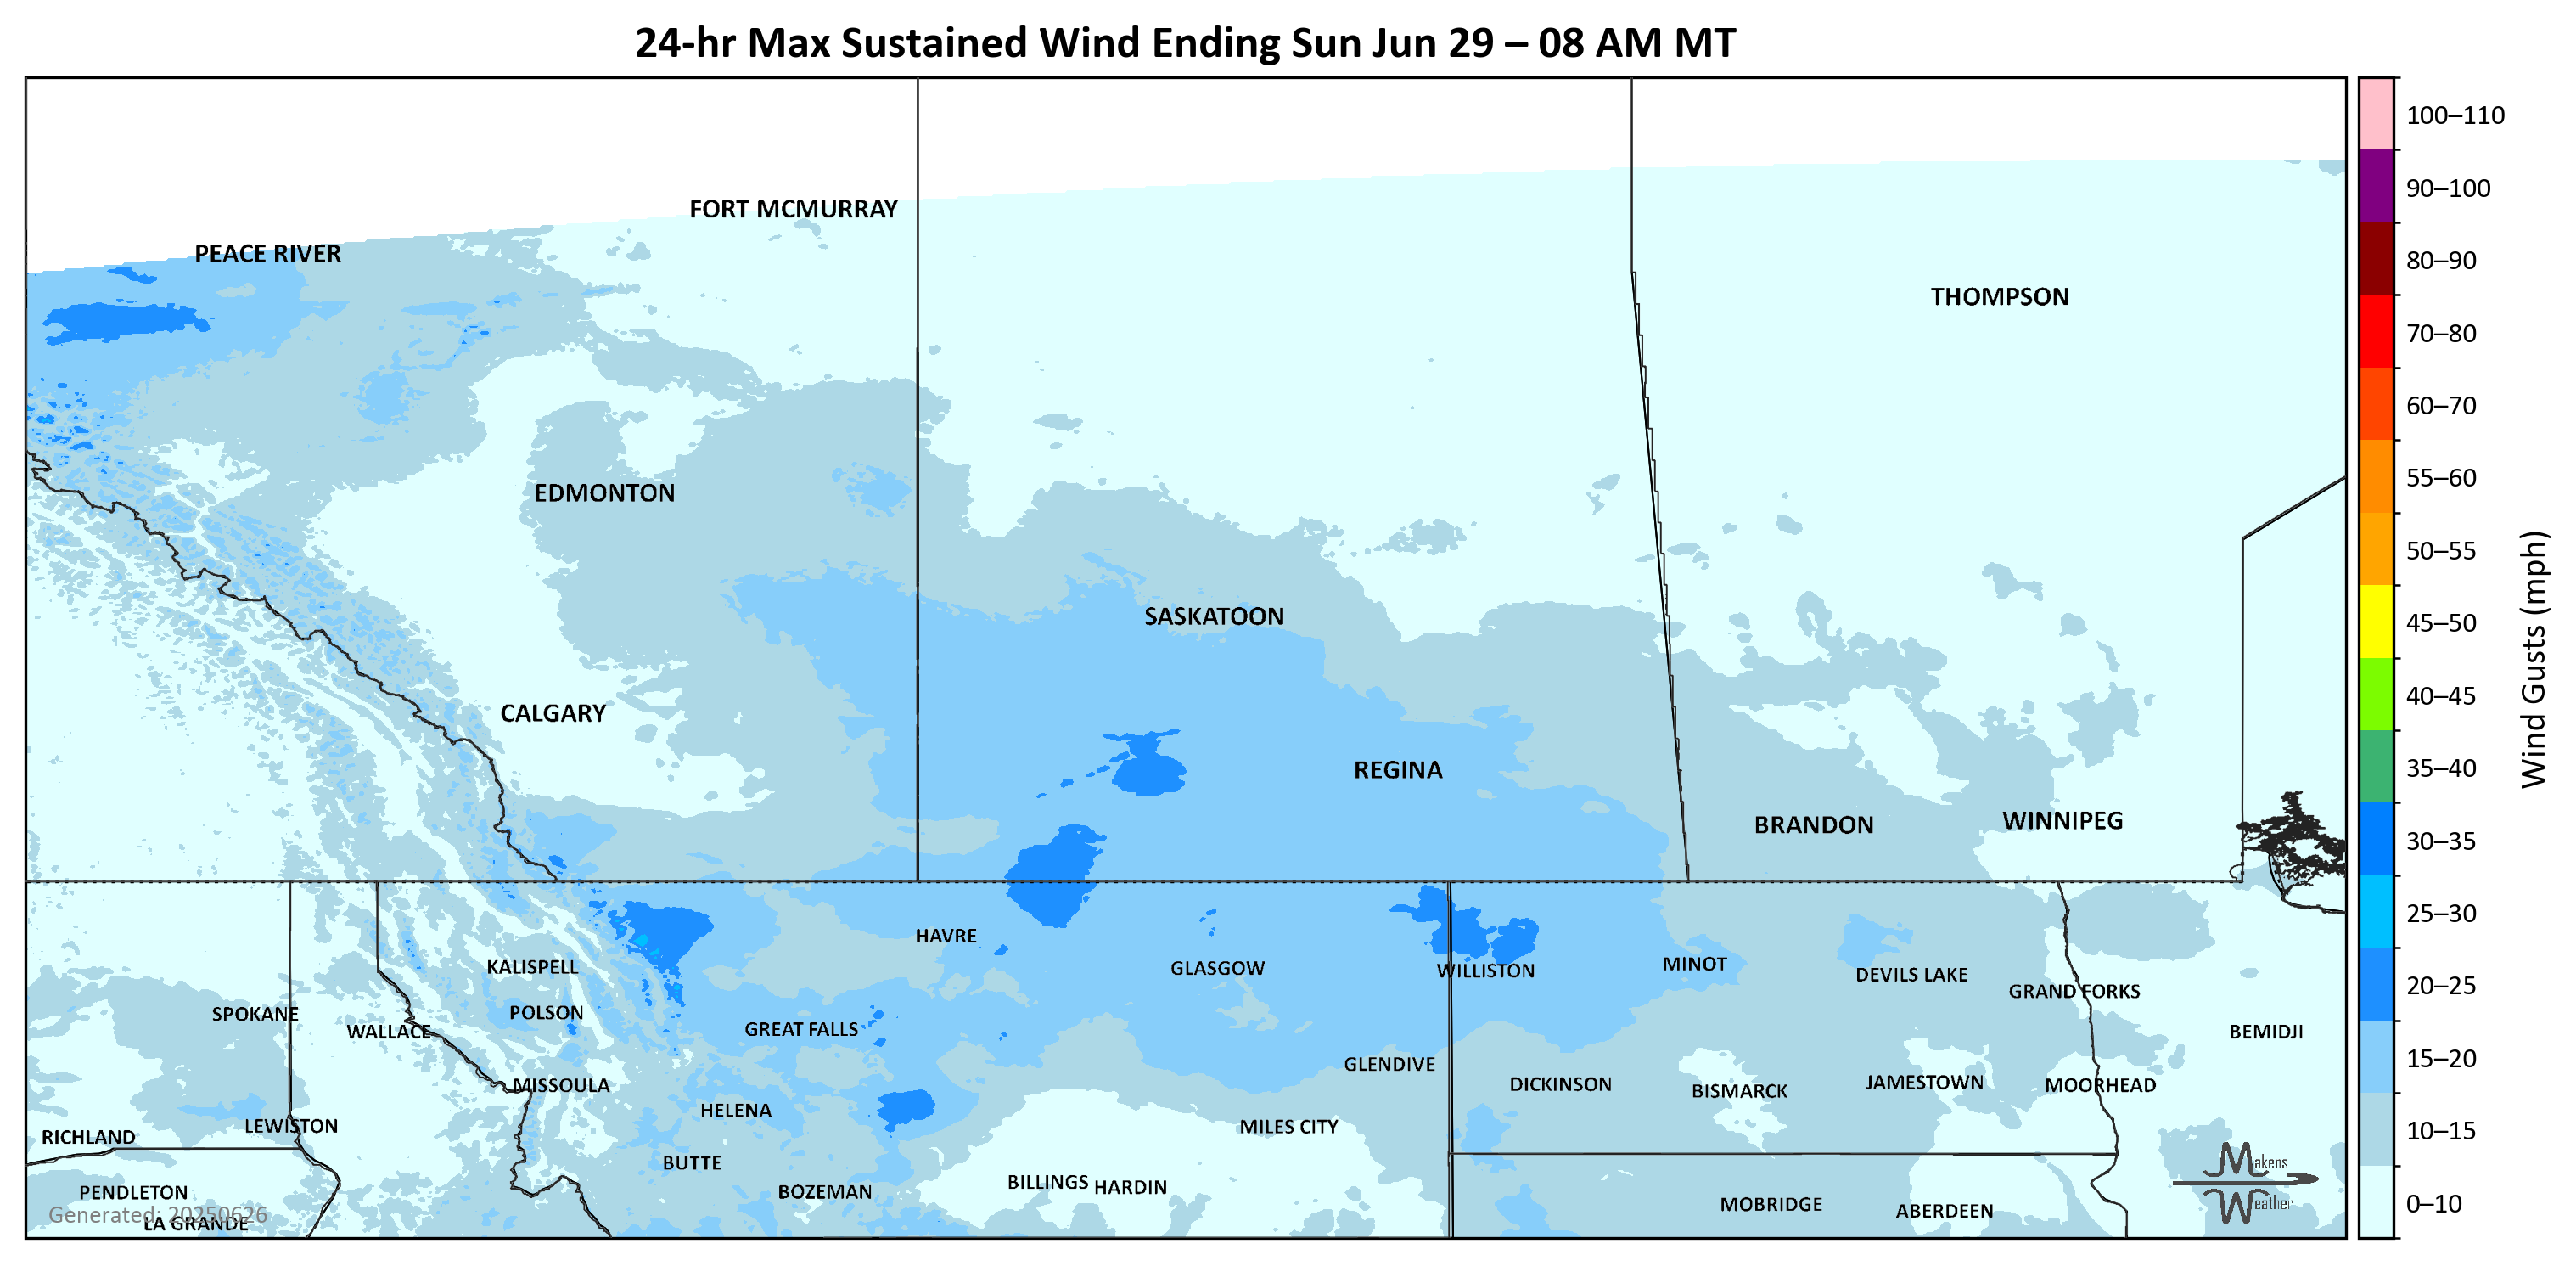 24-hr Max Sustained Wind Ending Sun Jun 29 – 08 AM MT
100–110
90–100
80–90
70–80
60–70
55–60
50–55
45–50
40–45
35–40
30–35
25–30
20–25
15–20
10–15
0–10
Wind Gusts (mph)
FORT MCMURRAY
PEACE RIVER
THOMPSON
EDMONTON
SASKATOON
CALGARY
REGINA
BRANDON
WINNIPEG
HAVRE
KALISPELL
GLASGOW
WILLISTON
MINOT
DEVILS LAKE
GRAND FORKS
SPOKANE
POLSON
WALLACE
GREAT FALLS
BEMIDJI
GLENDIVE
MISSOULA
DICKINSON
BISMARCK
JAMESTOWN
MOORHEAD
HELENA
LEWISTON
MILES CITY
RICHLAND
BUTTE
BILLINGS
HARDIN
PENDLETON
BOZEMAN
MOBRIDGE
ABERDEEN
Generated: 20250626
LA GRANDE
Makens
Weather